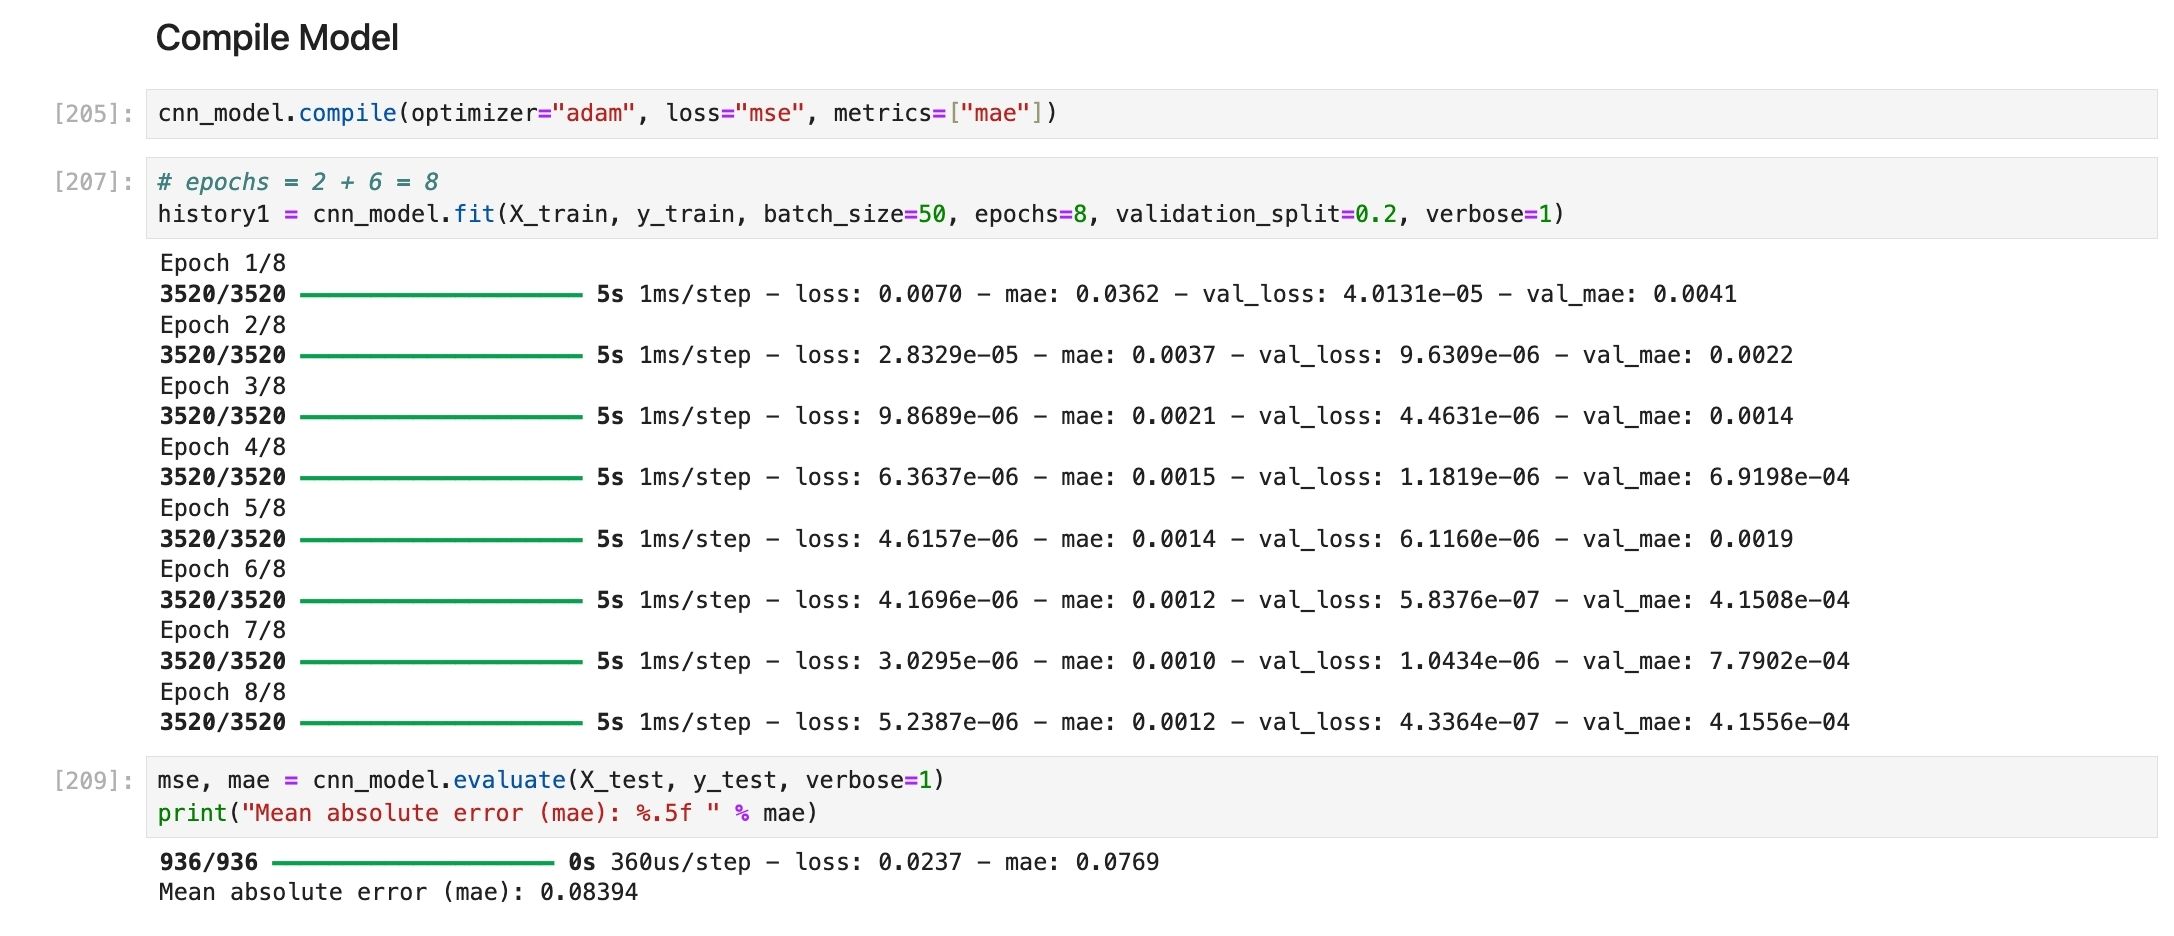 Compile Model
[205]: cnn_model.compile(optimizer="adam", loss="mse", metrics=["mae"])
[207]: # epochs = 2 + 6 = 8
history1 = cnn_model.fit(X_train, y_train, batch_size=50, epochs=8, validation_split=0.2, verbose=1)
Epoch 1/8
3520/3520 5s 1ms/step - loss: 0.0070 - mae: 0.0362 - val_loss: 4.0131e-05 - val_mae: 0.0041
Epoch 2/8
3520/3520 5s 1ms/step - loss: 2.8329e-05 - mae: 0.0037 - val_loss: 9.6309e-06 - val_mae: 0.0022
Epoch 3/8
3520/3520 5s 1ms/step - loss: 9.8689e-06 - mae: 0.0021 - val_loss: 4.4631e-06 - val_mae: 0.0014
Epoch 4/8
3520/3520 5s 1ms/step - loss: 6.3637e-06 - mae: 0.0015 - val_loss: 1.1819e-06 - val_mae: 6.9198e-04
Epoch 5/8
3520/3520 5s 1ms/step - loss: 4.6157e-06 - mae: 0.0014 - val_loss: 6.1160e-06 - val_mae: 0.0019
Epoch 6/8
3520/3520 5s 1ms/step - loss: 4.1696e-06 - mae: 0.0012 - val_loss: 5.8376e-07 - val_mae: 4.1508e-04
Epoch 7/8
3520/3520 5s 1ms/step - loss: 3.0295e-06 - mae: 0.0010 - val_loss: 1.0434e-06 - val_mae: 7.7902e-04
Epoch 8/8
3520/3520 5s 1ms/step - loss: 5.2387e-06 - mae: 0.0012 - val_loss: 4.3364e-07 - val_mae: 4.1556e-04
[209]: mse, mae = cnn_model.evaluate(X_test, y_test, verbose=1)
print("Mean absolute error (mae): %.5f " % mae)
936/936 0s 360us/step - loss: 0.0237 - mae: 0.0769
Mean absolute error (mae): 0.08394